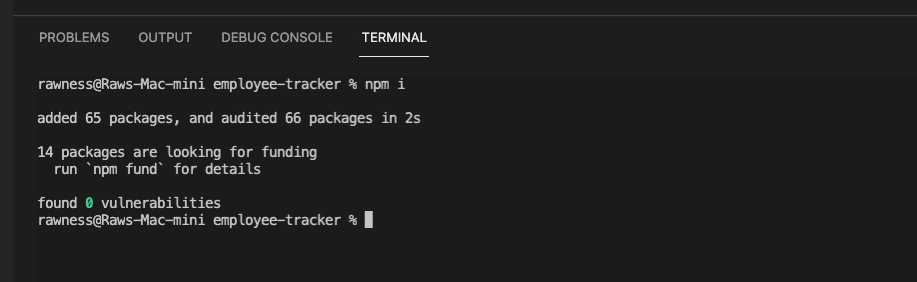 PROBLEMS OUTPUT DEBUG CONSOLE TERMINAL
rawness@Raws-Mac-mini employee-tracker % npm i
added 65 packages, and audited 66 packages in 2s
14 packages are looking for funding
  run `npm fund` for details
found 0 vulnerabilities
rawness@Raws-Mac-mini employee-tracker %